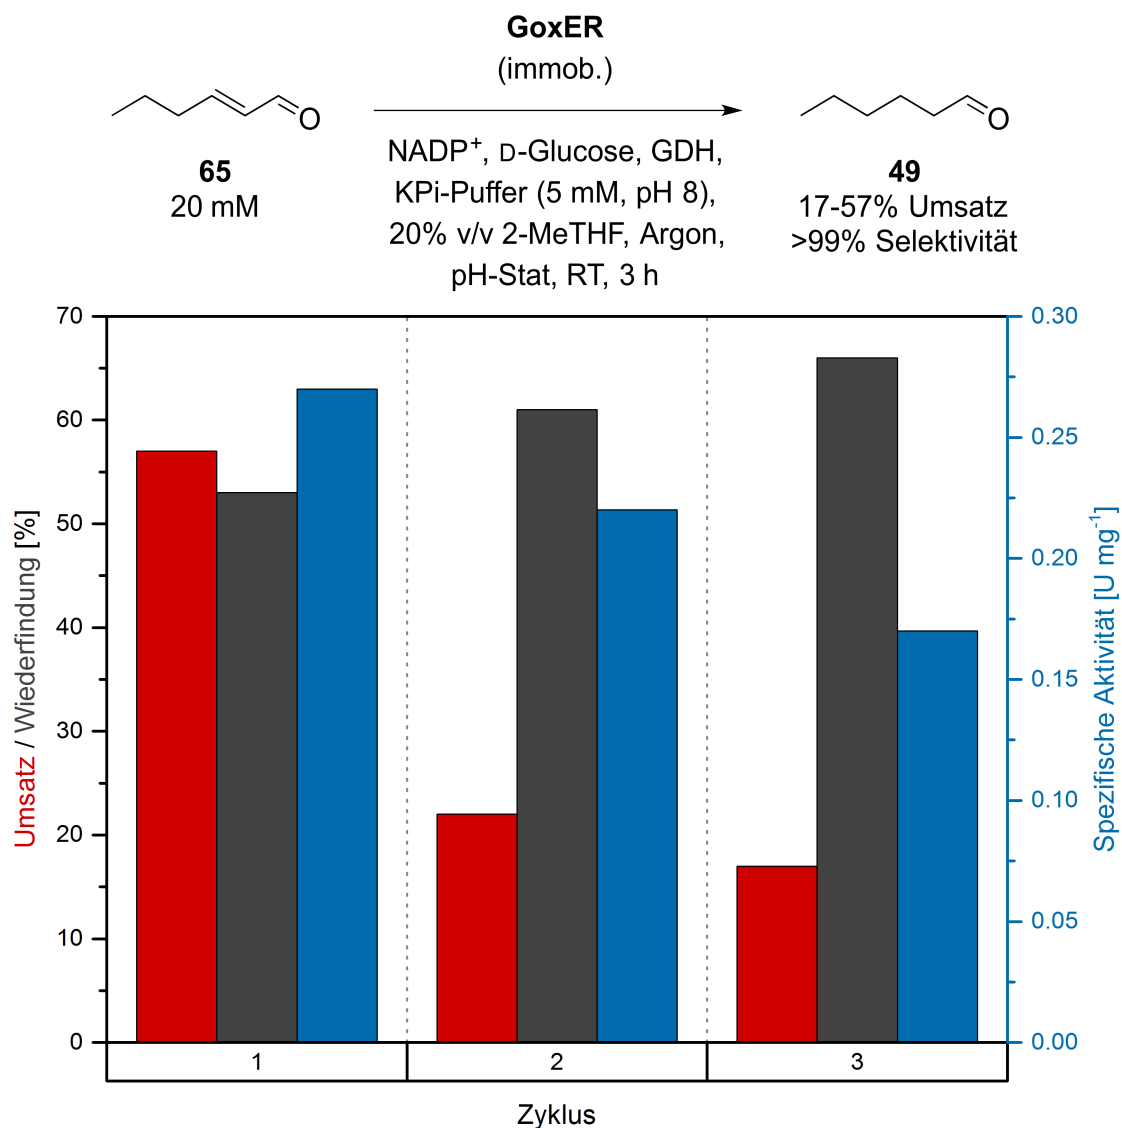 GoxER
(immob.)
O
O
65
20 mM
NADP⁺, D-Glucose, GDH,
KPi-Puffer (5 mM, pH 8),
20% v/v 2-MeTHF, Argon,
pH-Stat, RT, 3 h
49
17-57% Umsatz
>99% Selektivität
70
60
50
40
30
20
10
0
Umsatz / Wiederfindung [%]
0.30
0.25
0.20
0.15
0.10
0.05
0.00
Spezifische Aktivität [U mg⁻¹]
1
2
3
Zyklus